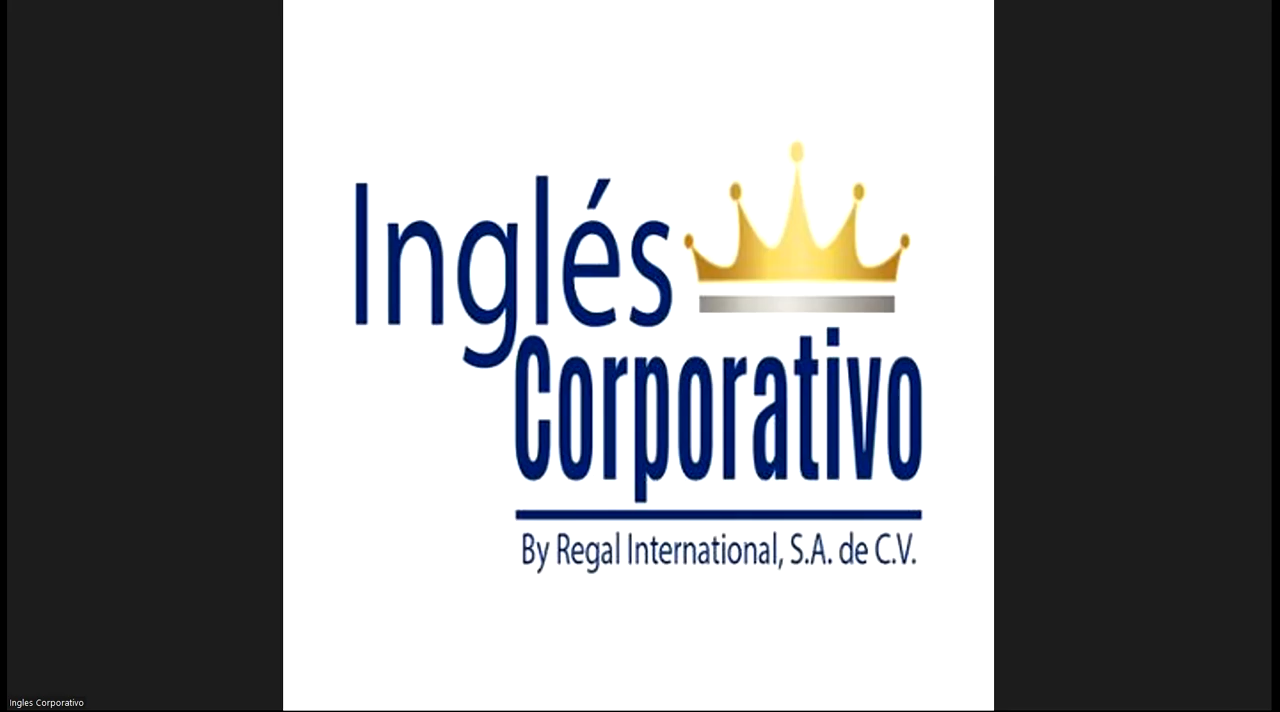 Inglés
Corporativo
By Regal International, S.A. de C.V.
Ingles Corporativo